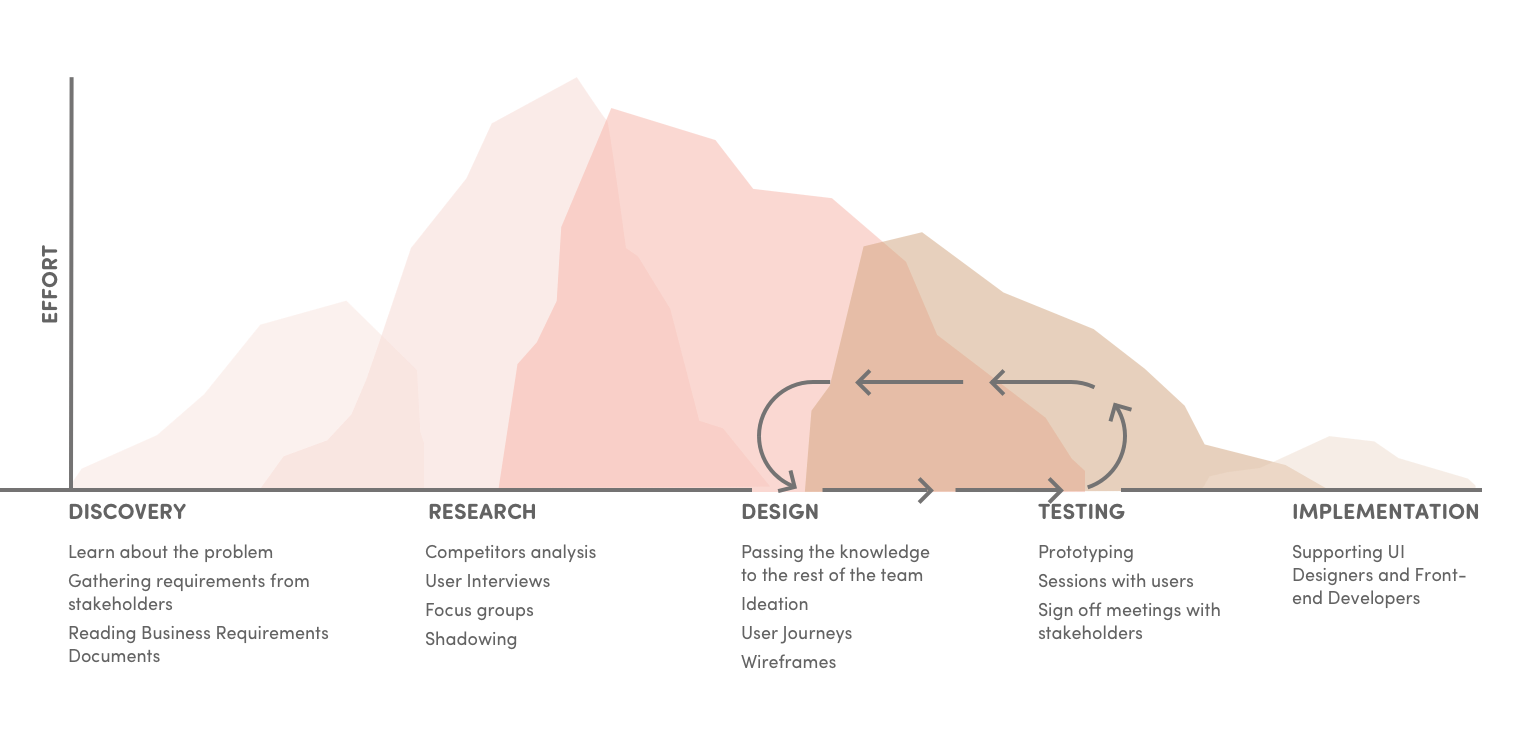 EFFORT
DISCOVERY
Learn about the problem
Gathering requirements from
stakeholders
Reading Business Requirements
Documents
RESEARCH
Competitors analysis
User Interviews
Focus groups
Shadowing
DESIGN
Passing the knowledge
to the rest of the team
Ideation
User Journeys
Wireframes
TESTING
Prototyping
Sessions with users
Sign off meetings with
stakeholders
IMPLEMENTATION
Supporting UI
Designers and Front-
end Developers